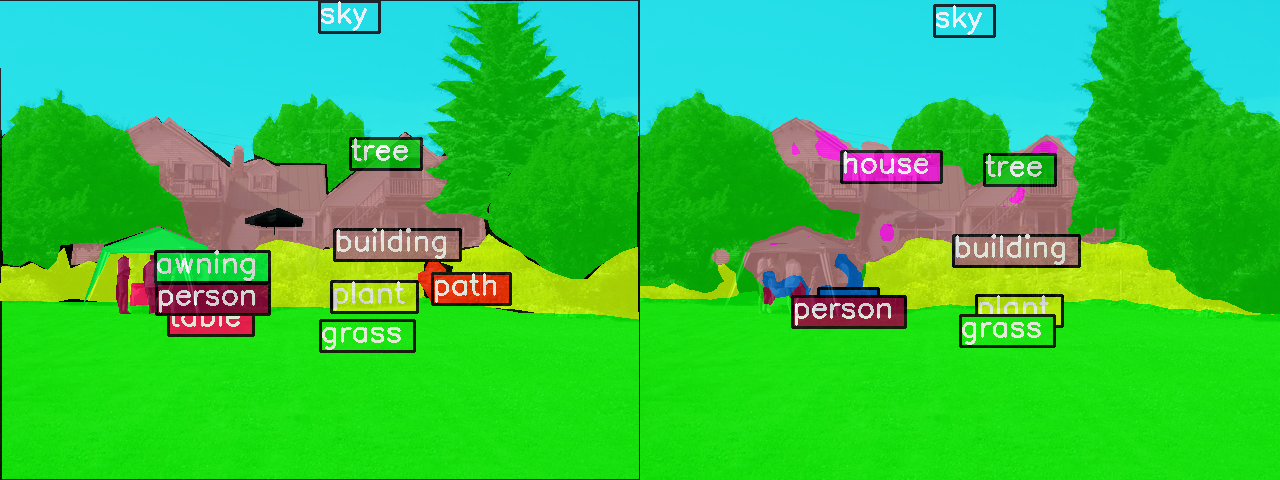 sky
tree
building
awning
person
table
path
plant
grass
sky
house
tree
building
person
plant
grass